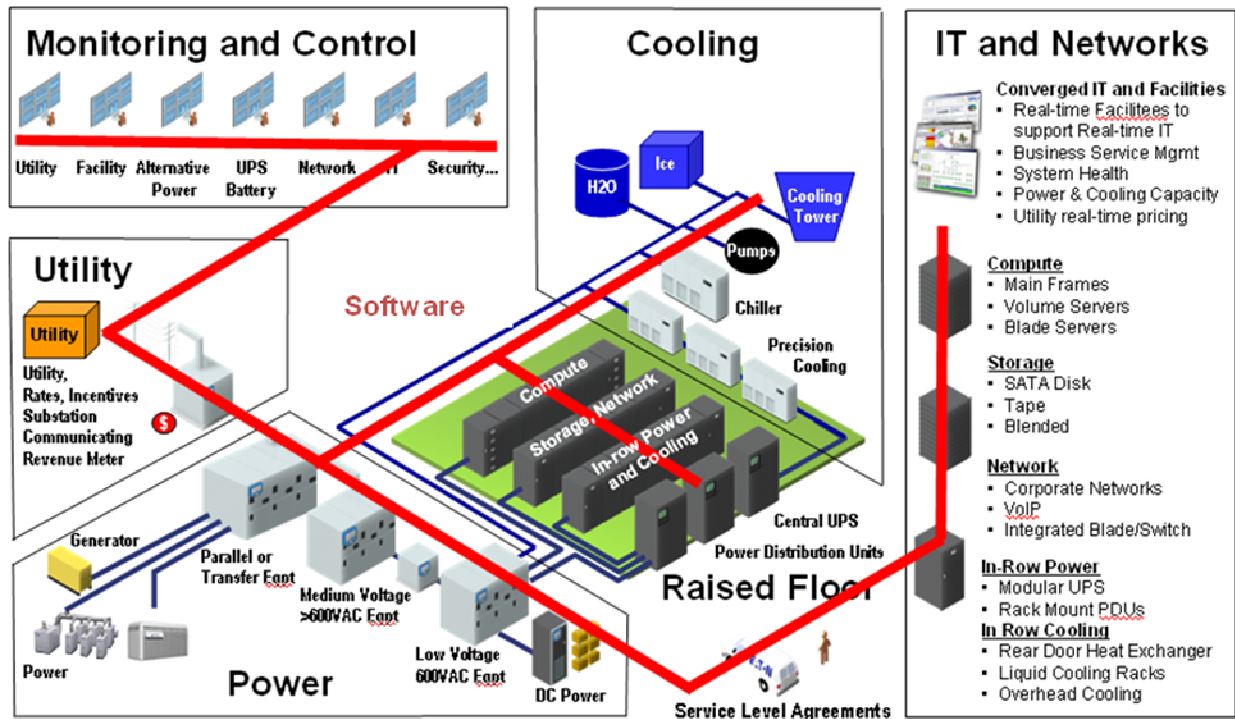 Monitoring and Control
Utility
Facility
Alternative
Power
UPS
Battery
Network
Security...
Cooling
H2O
Ice
Cooling
Tower
Pumps
Chiller
Precision
Cooling
Utility
Utility
Utility,
Rates, Incentives
Substation
Communicating
Revenue Meter
$
Software
Compute
Storage, Network
In-row Power
and Cooling
Central UPS
Power Distribution Units
Raised Floor
Generator
Parallel or
Transfer Eqpt
Medium Voltage
>600VAC Eqpt
Low Voltage
600VAC Eqpt
Power
Power
DC Power
Service Level Agreements
IT and Networks
Converged IT and Facilities
▪ Real-time Facilitees to
support Real-time IT
▪ Business Service Mgmt
▪ System Health
▪ Power & Cooling Capacity
▪ Utility real-time pricing
Compute
▪ Main Frames
▪ Volume Servers
▪ Blade Servers
Storage
▪ SATA Disk
▪ Tape
▪ Blended
Network
▪ Corporate Networks
▪ VoIP
▪ Integrated Blade/Switch
In-Row Power
▪ Modular UPS
▪ Rack Mount PDUs
In Row Cooling
▪ Rear Door Heat Exchanger
▪ Liquid Cooling Racks
▪ Overhead Cooling